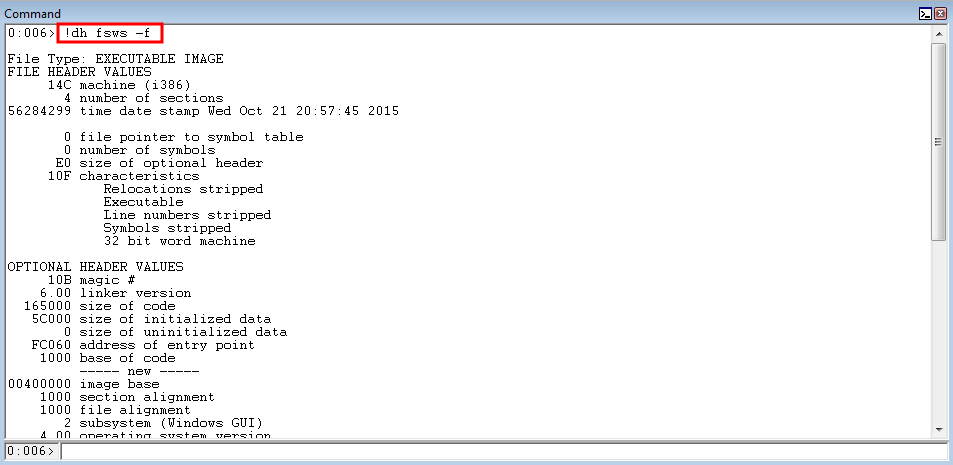 Command
0:006> !dh fsws -f
File Type: EXECUTABLE IMAGE
FILE HEADER VALUES
14C machine (i386)
4 number of sections
56284299 time date stamp Wed Oct 21 20:57:45 2015
0 file pointer to symbol table
0 number of symbols
E0 size of optional header
10F characteristics
Relocations stripped
Executable
Line numbers stripped
Symbols stripped
32 bit word machine
OPTIONAL HEADER VALUES
10B magic #
6.00 linker version
165000 size of code
5C000 size of initialized data
0 size of uninitialized data
FC060 address of entry point
1000 base of code
----- new -----
00400000 image base
1000 section alignment
1000 file alignment
2 subsystem (Windows GUI)
4.00 operating system version
0:006>